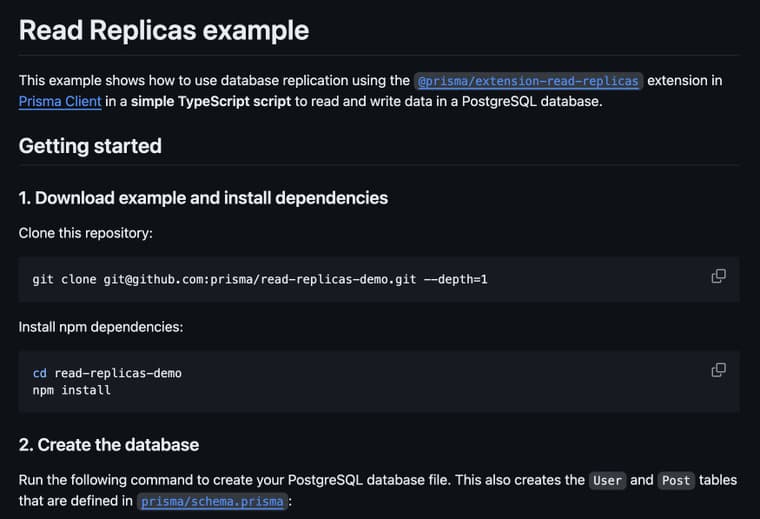 Read Replicas example
This example shows how to use database replication using the @prisma/extension-read-replicas extension in
Prisma Client in a simple TypeScript script to read and write data in a PostgreSQL database.
Getting started
1. Download example and install dependencies
Clone this repository:
git clone git@github.com:prisma/read-replicas-demo.git --depth=1
Install npm dependencies:
cd read-replicas-demo
npm install
2. Create the database
Run the following command to create your PostgreSQL database file. This also creates the User and Post tables
that are defined in prisma/schema.prisma: